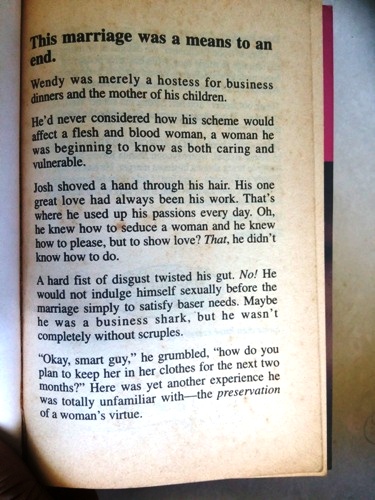 This marriage was a means to an
end.
Wendy was merely a hostess for business
dinners and the mother of his children.
He'd never considered how his scheme would
affect a flesh and blood woman, a woman he
was beginning to know as both caring and
vulnerable.
Josh shoved a hand through his hair. His one
great love had always been his work. That's
where he used up his passions every day. Oh,
he knew how to seduce a woman and he knew
how to please, but to show love? That, he didn't
know how to do.
A hard fist of disgust twisted his gut. No! He
would not indulge himself sexually before the
marriage simply to satisfy baser needs. Maybe
he was a business shark, but he wasn't
completely without scruples.
"Okay, smart guy," he grumbled, "how do you
plan to keep her in her clothes for the next two
months?" Here was yet another experience he
was totally unfamiliar with—the preservation
of a woman's virtue.